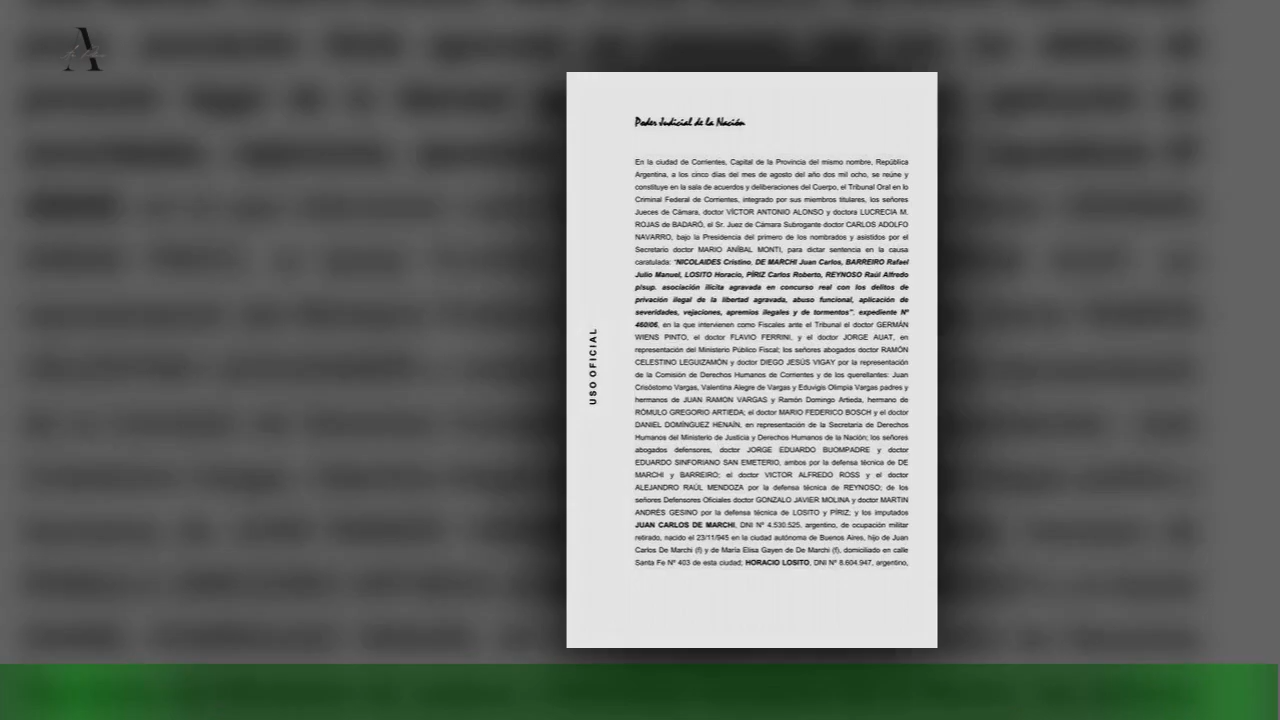 A
Poder Judicial de la Nación
En la ciudad de Corrientes, Capital de la Provincia del mismo nombre, República
Argentina, a los cinco días del mes de agosto del año dos mil ocho, se reúne y
constituye en la sala de acuerdos y deliberaciones del Cuerpo, el Tribunal Oral en lo
Criminal Federal de Corrientes, integrado por sus miembros titulares, los señores
Jueces de Cámara, doctor VÍCTOR ANTONIO ALONSO y doctora LUCRECIA M.
ROJAS de BADARÓ, el Sr. Juez de Cámara Subrogante doctor CARLOS ADOLFO
NAVARRO, bajo la Presidencia del primero de los nombrados y asistidos por el
Secretario doctor MARIO ANÍBAL MONTI, para dictar sentencia en la causa
caratulada: "NICOLAIDES Cristino, DE MARCHI Juan Carlos, BARREIRO Rafael
Julio Manuel, LOSITO Horacio, PÍRIZ Carlos Roberto, REYNOSO Raúl Alfredo
p/sup. asociación ilícita agravada en concurso real con los delitos de
privación ilegal de la libertad agravada, abuso funcional, aplicación de
severidades, vejaciones, apremios ilegales y de tormentos", expediente Nº
460/06, en la que intervienen como Fiscales ante el Tribunal el doctor GERMÁN
WIENS PINTO, el doctor FLAVIO FERRINI, y el doctor JORGE AUAT, en
representación del Ministerio Público Fiscal; los señores abogados doctor RAMÓN
CELESTINO LEGUIZAMÓN y doctor DIEGO JESÚS VIGAY por la representación
de la Comisión de Derechos Humanos de Corrientes y de los querellantes: Juan
Crisóstomo Vargas, Valentina Alegre de Vargas y Eduvigis Olimpia Vargas padres y
hermanos de JUAN RAMON VARGAS y Ramón Domingo Artieda, hermano de
RÓMULO GREGORIO ARTIEDA; el doctor MARIO FEDERICO BOSCH y el doctor
DANIEL DOMÍNGUEZ HENAÍN, en representación de la Secretaría de Derechos
Humanos del Ministerio de Justicia y Derechos Humanos de la Nación; los señores
abogados defensores, doctor JORGE EDUARDO BUOMPADRE y doctor
EDUARDO SINFORIANO SAN EMETERIO, ambos por la defensa técnica de DE
MARCHI y BARREIRO; el doctor VICTOR ALFREDO ROSS y el doctor
ALEJANDRO RAÚL MENDOZA por la defensa técnica de REYNOSO; de los
señores Defensores Oficiales doctor GONZALO JAVIER MOLINA y doctor MARTIN
ANDRÉS GESINO por la defensa técnica de LOSITO y PÍRIZ; y los imputados
JUAN CARLOS DE MARCHI, DNI Nº 4.530.525, argentino, de ocupación militar
retirado, nacido el 23/11/945 en la ciudad autónoma de Buenos Aires, hijo de Juan
Carlos De Marchi (f) y de María Elisa Gayen de De Marchi (f), domiciliado en calle
Santa Fe Nº 403 de esta ciudad; HORACIO LOSITO, DNI Nº 8.604.947, argentino,
USO OFICIAL